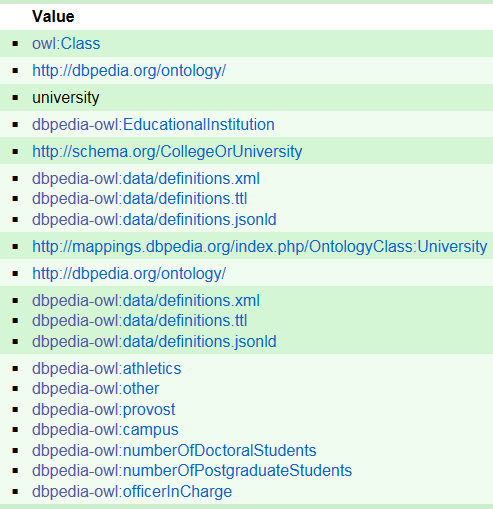 Value
owl:Class
http://dbpedia.org/ontology/
university
dbpedia-owl:EducationalInstitution
http://schema.org/CollegeOrUniversity
dbpedia-owl:data/definitions.xml
dbpedia-owl:data/definitions.ttl
dbpedia-owl:data/definitions.jsonld
http://mappings.dbpedia.org/index.php/OntologyClass:University
http://dbpedia.org/ontology/
dbpedia-owl:data/definitions.xml
dbpedia-owl:data/definitions.ttl
dbpedia-owl:data/definitions.jsonld
dbpedia-owl:athletics
dbpedia-owl:other
dbpedia-owl:provost
dbpedia-owl:campus
dbpedia-owl:numberOfDoctoralStudents
dbpedia-owl:numberOfPostgraduateStudents
dbpedia-owl:officerInCharge